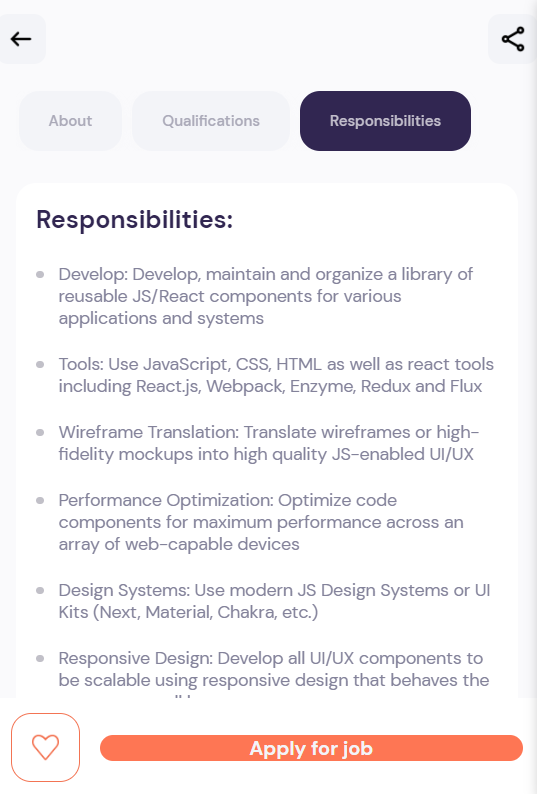 About
Qualifications
Responsibilities
Responsibilities:
Develop: Develop, maintain and organize a library of
reusable JS/React components for various
applications and systems
Tools: Use JavaScript, CSS, HTML as well as react tools
including React.js, Webpack, Enzyme, Redux and Flux
Wireframe Translation: Translate wireframes or high-
fidelity mockups into high quality JS-enabled UI/UX
Performance Optimization: Optimize code
components for maximum performance across an
array of web-capable devices
Design Systems: Use modern JS Design Systems or UI
Kits (Next, Material, Chakra, etc.)
Responsive Design: Develop all UI/UX components to
be scalable using responsive design that behaves the
Apply for job